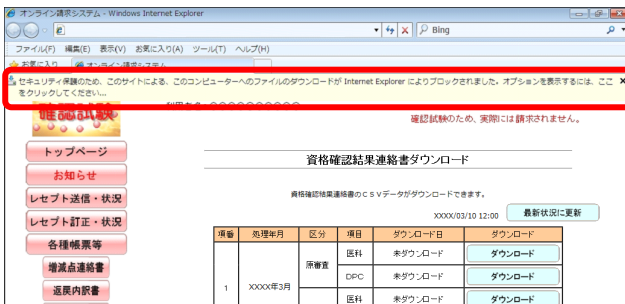 オンライン請求システム - Windows Internet Explorer
Bing
ファイル(F) 編集(E) 表示(V) お気に入り(A) ツール(T) ヘルプ(H)
お気に入り オンライン請求システム
セキュリティ保護のため、このサイトによる、このコンピューターへのファイルのダウンロードが Internet Explorer によりブロックされました。オプションを表示するには、ここ
をクリックしてください...
確認試験
確認試験のため、実際には請求されません。
トップページ
お知らせ
レセプト送信・状況
レセプト訂正・状況
各種帳票等
増減点連絡書
返戻内訳書
資格確認結果連絡書ダウンロード
資格確認結果連絡書のCSVデータがダウンロードできます。
XXXX/03/10 12:00 最新状況に更新
項番 処理年月 区分 項目 ダウンロード日 ダウンロード
1 XXXX年3月 原審査 医科 未ダウンロード ダウンロード
DPC 未ダウンロード ダウンロード
医科 未ダウンロード ダウンロード